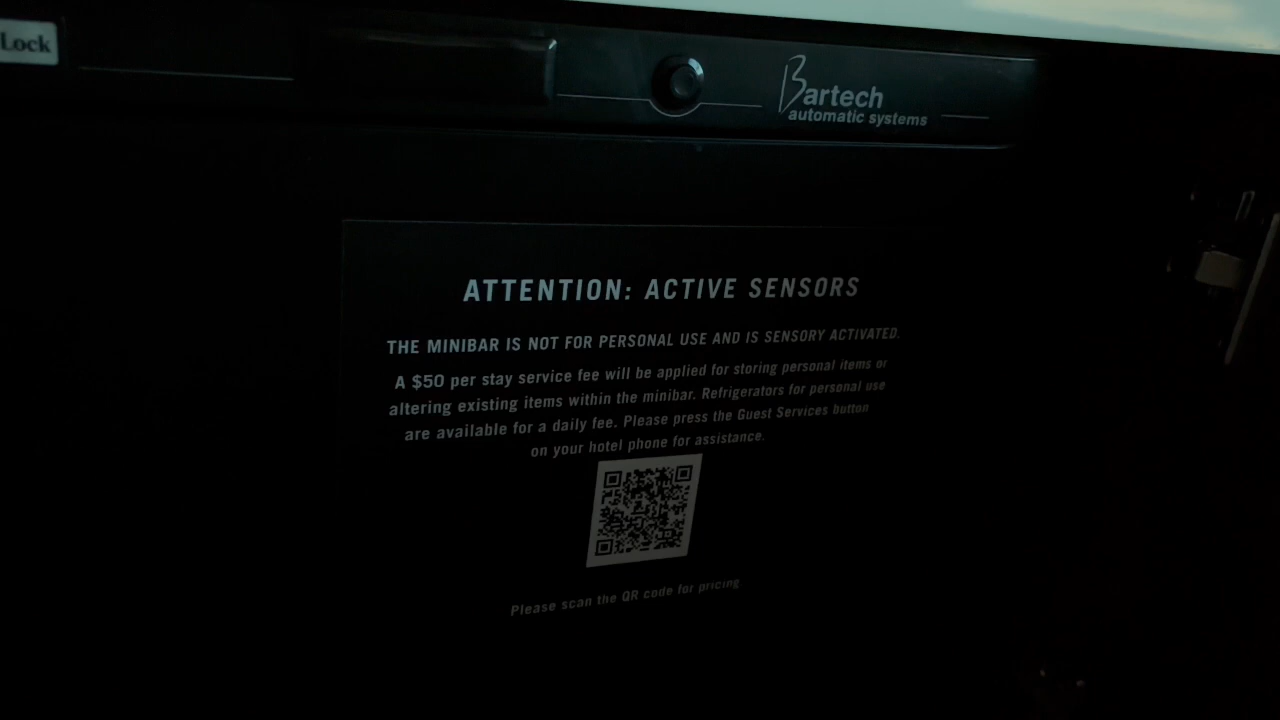 Lock
Bartech
automatic systems
ATTENTION: ACTIVE SENSORS
THE MINIBAR IS NOT FOR PERSONAL USE AND IS SENSORY ACTIVATED.
A $50 per stay service fee will be applied for storing personal items or
altering existing items within the minibar. Refrigerators for personal use
are available for a daily fee. Please press the Guest Services button
on your hotel phone for assistance.
Please scan the QR code for pricing